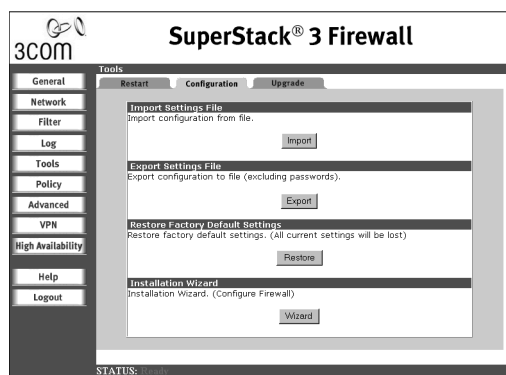 3COM
SuperStack® 3 Firewall
Tools
Restart
Configuration
Upgrade
General
Network
Filter
Log
Tools
Policy
Advanced
VPN
High Availability
Help
Logout
Import Settings File
Import configuration from file.
Import
Export Settings File
Export configuration to file (excluding passwords).
Export
Restore Factory Default Settings
Restore factory default settings. (All current settings will be lost)
Restore
Installation Wizard
Installation Wizard. (Configure Firewall)
Wizard
STATUS: Ready